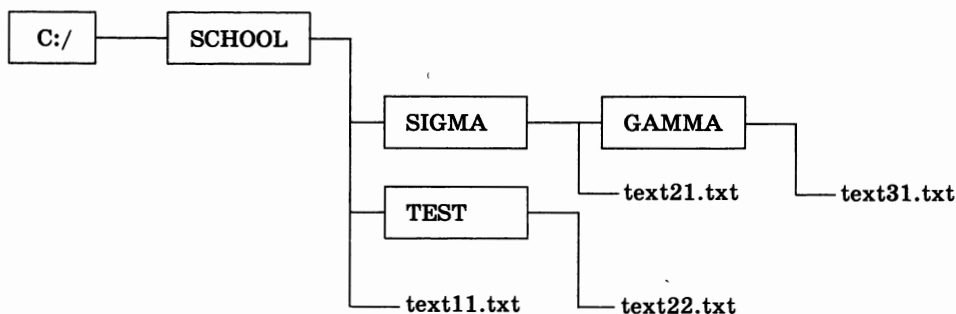 C:/ SCHOOL
SIGMA GAMMA
text21.txt text31.txt
TEST
text11.txt text22.txt